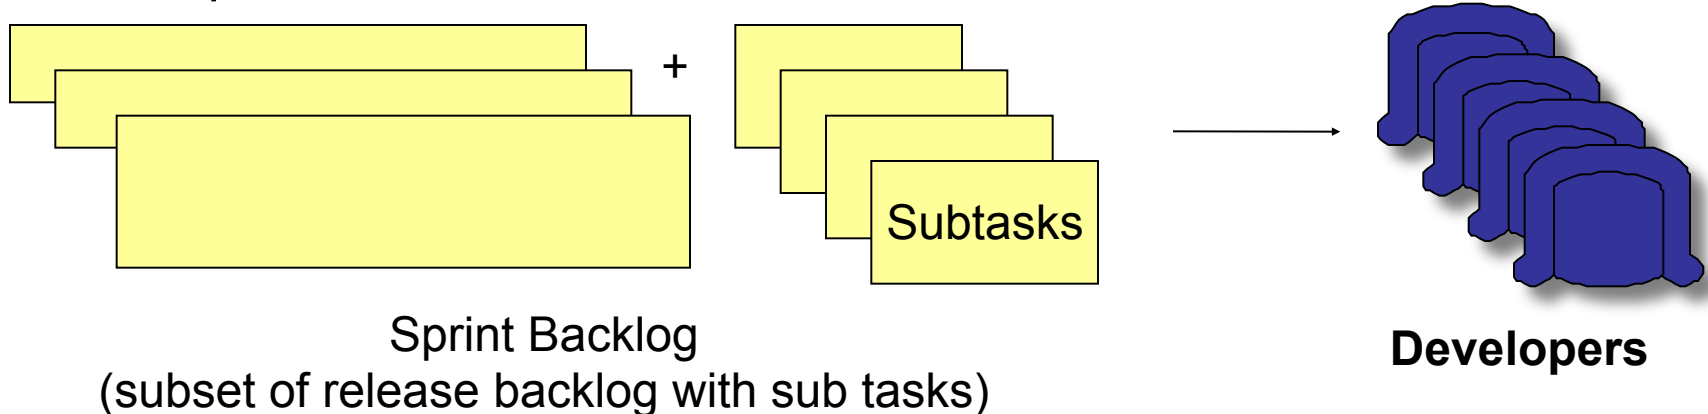 +
Subtasks
Sprint Backlog
(subset of release backlog with sub tasks)
Developers